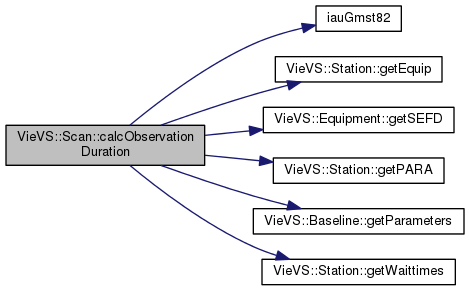 iauGmst82
VieVS::Station::getEquip
VieVS::Equipment::getSEFD
VieVS::Scan::calcObservation
Duration
VieVS::Station::getPARA
VieVS::Baseline::getParameters
VieVS::Station::getWaittimes